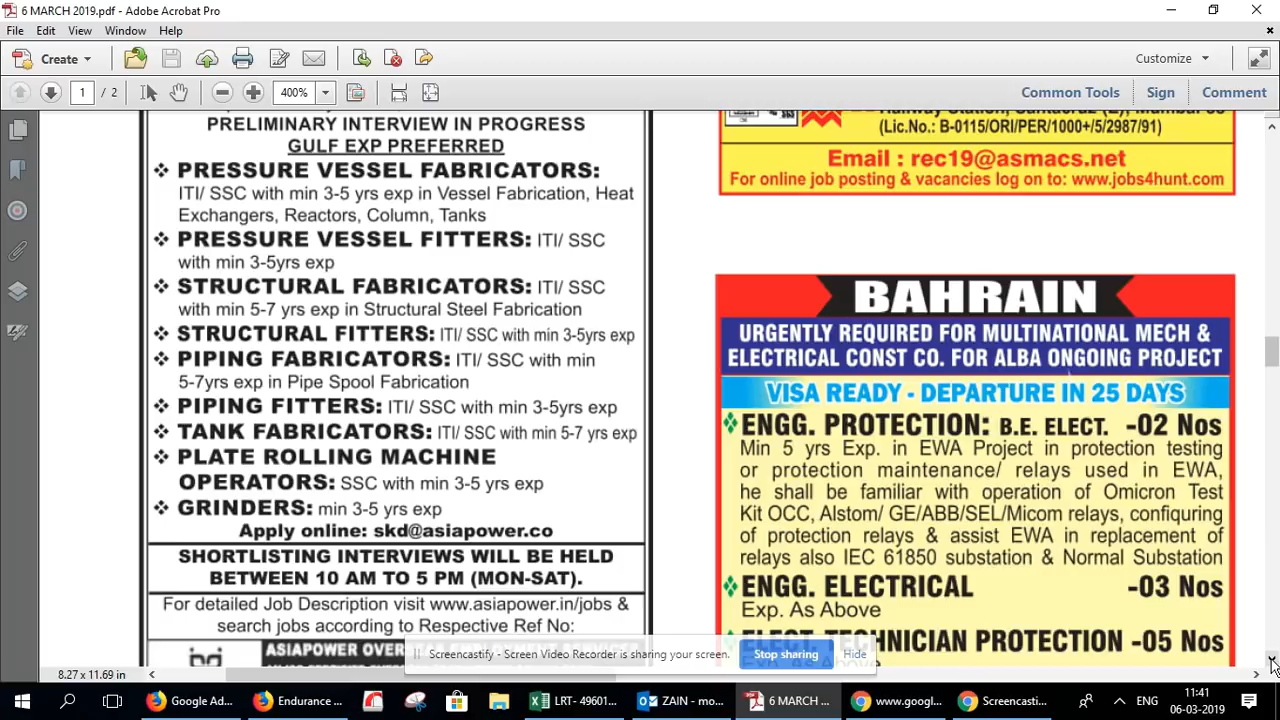 6 MARCH 2019.pdf - Adobe Acrobat Pro
File Edit View Window Help
Create
Customize
1 / 2
400%
Common Tools
Sign
Comment
PRELIMINARY INTERVIEW IN PROGRESS
GULF EXP PREFERRED
PRESSURE VESSEL FABRICATORS:
ITI/ SSC with min 3-5 yrs exp in Vessel Fabrication, Heat
Exchangers, Reactors, Column, Tanks
PRESSURE VESSEL FITTERS: ITI/ SSC
with min 3-5yrs exp
STRUCTURAL FABRICATORS: ITI/ SSC
with min 5-7 yrs exp in Structural Steel Fabrication
STRUCTURAL FITTERS: ITI/ SSC with min 3-5yrs exp
PIPING FABRICATORS: ITI/ SSC with min
5-7yrs exp in Pipe Spool Fabrication
PIPING FITTERS: ITI/ SSC with min 3-5yrs exp
TANK FABRICATORS: ITI/ SSC with min 5-7 yrs exp
PLATE ROLLING MACHINE
OPERATORS: SSC with min 3-5 yrs exp
GRINDERS: min 3-5 yrs exp
Apply online: skd@asiapower.co
SHORTLISTING INTERVIEWS WILL BE HELD
BETWEEN 10 AM TO 5 PM (MON-SAT).
For detailed Job Description visit www.asiapower.in/jobs &
search jobs according to Respective Ref No:
ASIAPOWER
(Lic.No.: B-0115/ORI/PER/1000+/5/2987/91)
Email : rec19@asmacs.net
For online job posting & vacancies log on to: www.jobs4hunt.com
BAHRAIN
URGENTLY REQUIRED FOR MULTINATIONAL MECH &
ELECTRICAL CONST CO. FOR ALBA ONGOING PROJECT
VISA READY - DEPARTURE IN 25 DAYS
ENGG. PROTECTION: B.E. ELECT. -02 Nos
Min 5 yrs Exp. in EWA Project in protection testing
or protection maintenance/ relays used in EWA,
he shall be familiar with operation of Omicron Test
Kit OCC, Alstom/ GE/ABB/SEL/Micom relays, configuring
of protection relays & assist EWA in replacement of
relays also IEC 61850 substation & Normal Substation
ENGG. ELECTRICAL -03 Nos
Exp. As Above
ELECT. TECHNICIAN PROTECTION -05 Nos
Screencastify - Screen Video Recorder is sharing your screen.
Stop sharing
Hide
8.27 x 11.69 in
Google Ad...
Endurance ...
LRT- 49601...
ZAIN - mo...
6 MARCH ...
www.googl...
Screencasti...
ENG
11:41
06-03-2019